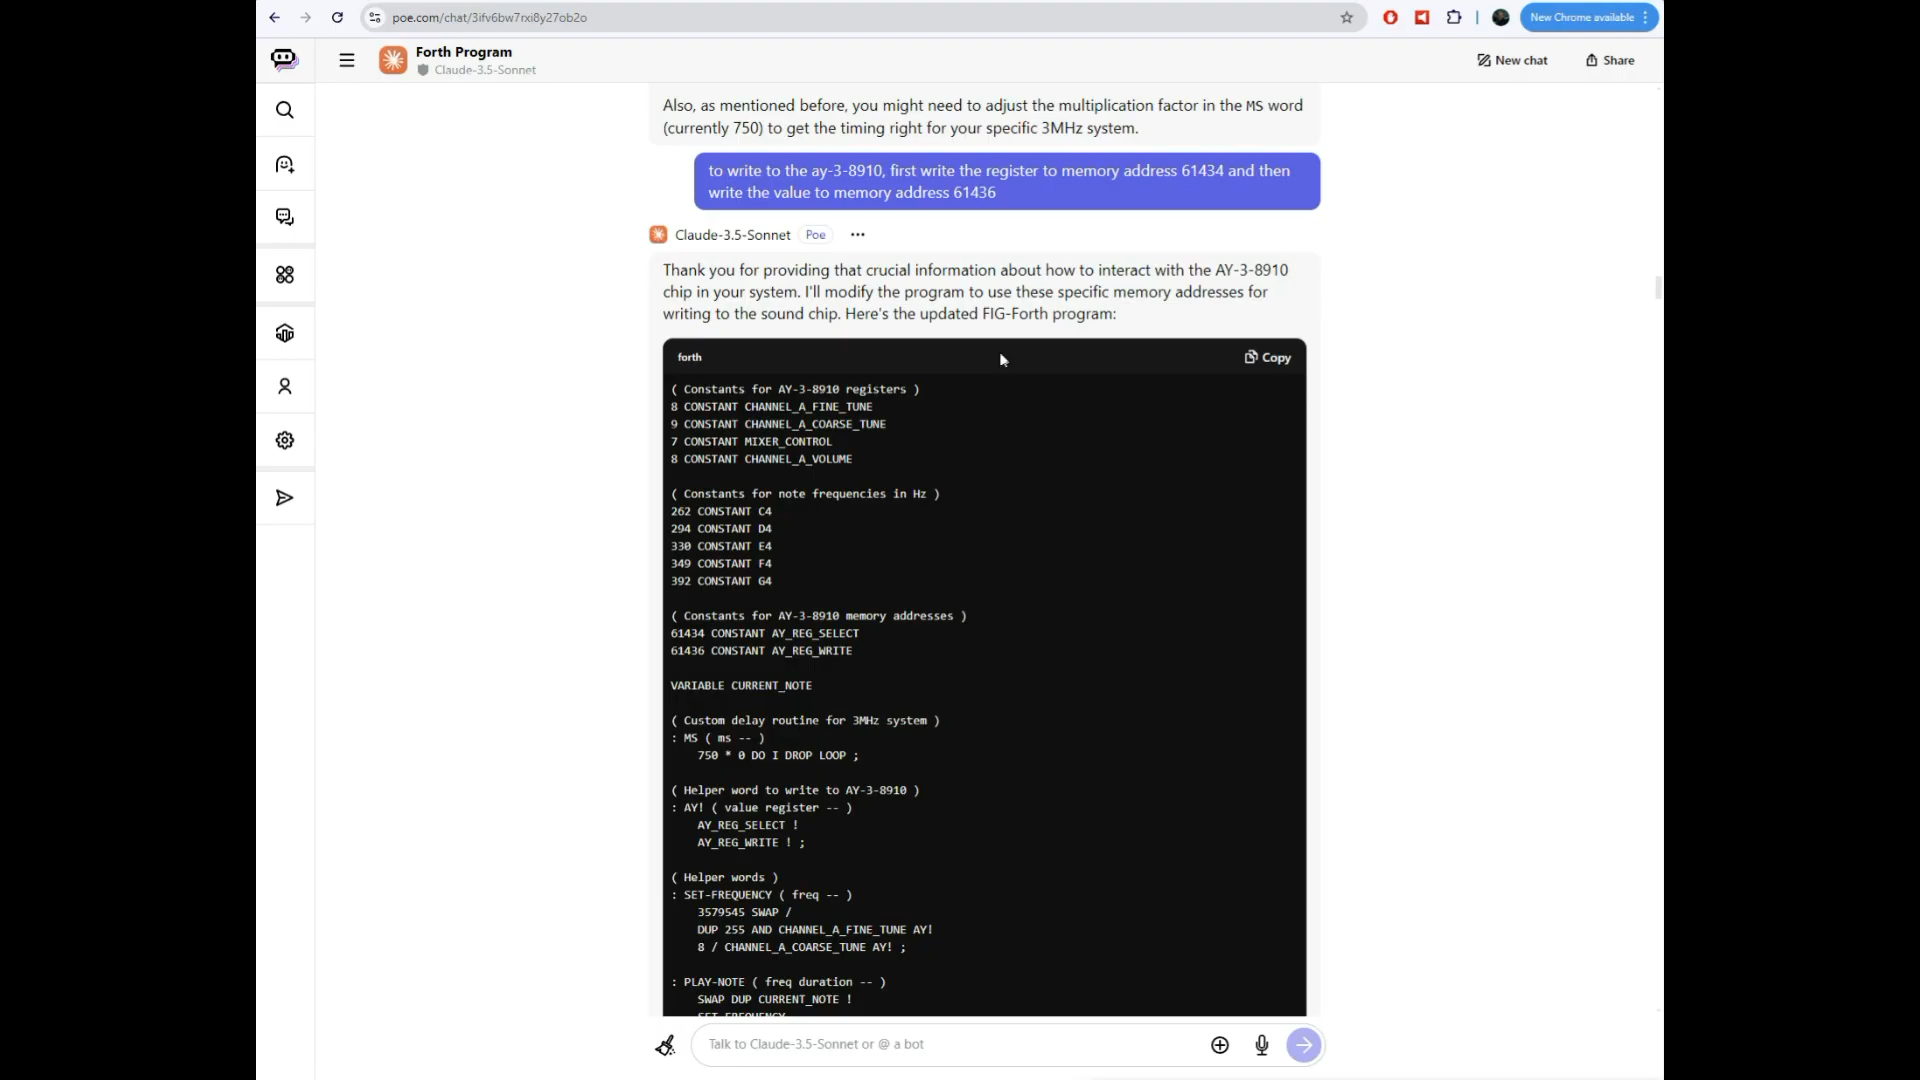 poe.com/chat/3ifv6bw7rxi8y27ob2o
New Chrome available
Forth Program
Claude-3.5-Sonnet
New chat
Share
Also, as mentioned before, you might need to adjust the multiplication factor in the MS word
(currently 750) to get the timing right for your specific 3MHz system.
to write to the ay-3-8910, first write the register to memory address 61434 and then
write the value to memory address 61436
Claude-3.5-Sonnet Poe
Thank you for providing that crucial information about how to interact with the AY-3-8910
chip in your system. I'll modify the program to use these specific memory addresses for
writing to the sound chip. Here's the updated FIG-Forth program:
forth
Copy
( Constants for AY-3-8910 registers )
8 CONSTANT CHANNEL_A_FINE_TUNE
9 CONSTANT CHANNEL_A_COARSE_TUNE
7 CONSTANT MIXER_CONTROL
8 CONSTANT CHANNEL_A_VOLUME
( Constants for note frequencies in Hz )
262 CONSTANT C4
294 CONSTANT D4
330 CONSTANT E4
349 CONSTANT F4
392 CONSTANT G4
( Constants for AY-3-8910 memory addresses )
61434 CONSTANT AY_REG_SELECT
61436 CONSTANT AY_REG_WRITE
VARIABLE CURRENT_NOTE
( Custom delay routine for 3MHz system )
: MS ( ms -- )
750 * 0 DO I DROP LOOP ;
( Helper word to write to AY-3-8910 )
: AY! ( value register -- )
AY_REG_SELECT !
AY_REG_WRITE ! ;
( Helper words )
: SET-FREQUENCY ( freq -- )
3579545 SWAP /
DUP 255 AND CHANNEL_A_FINE_TUNE AY!
8 / CHANNEL_A_COARSE_TUNE AY! ;
: PLAY-NOTE ( freq duration -- )
SWAP DUP CURRENT_NOTE !
SET-FREQUENCY
Talk to Claude-3.5-Sonnet or @ a bot